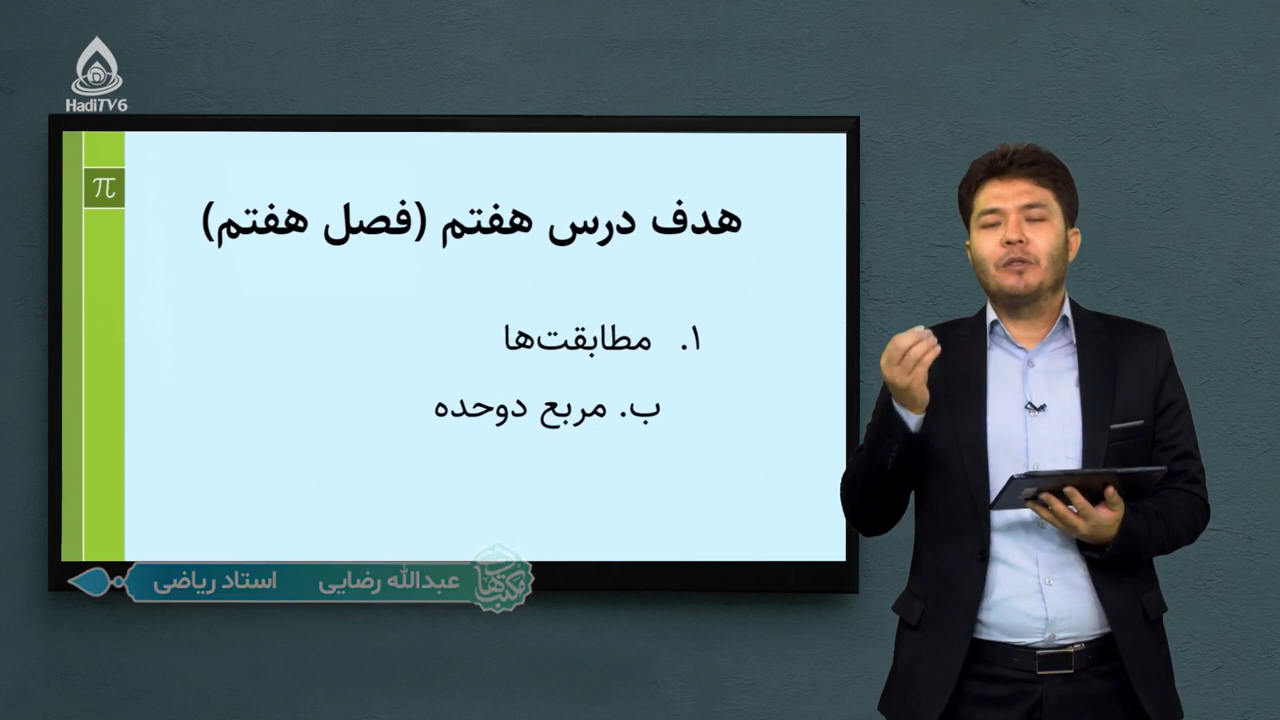 HadiTV6
π
هدف درس هفتم (فصل هفتم)
۱. مطابقت‌ها
ب. مربع دوحده
عبدالله رضایی استاد ریاضی